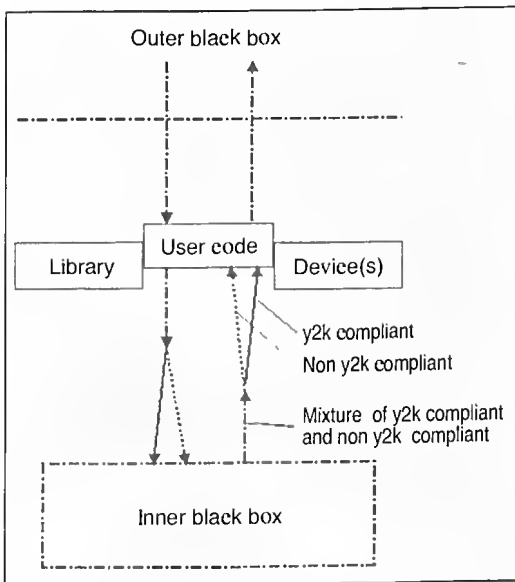 Outer black box
User code
Library
Device(s)
y2k compliant
Non y2k compliant
Mixture of y2k compliant
and non y2k compliant
Inner black box